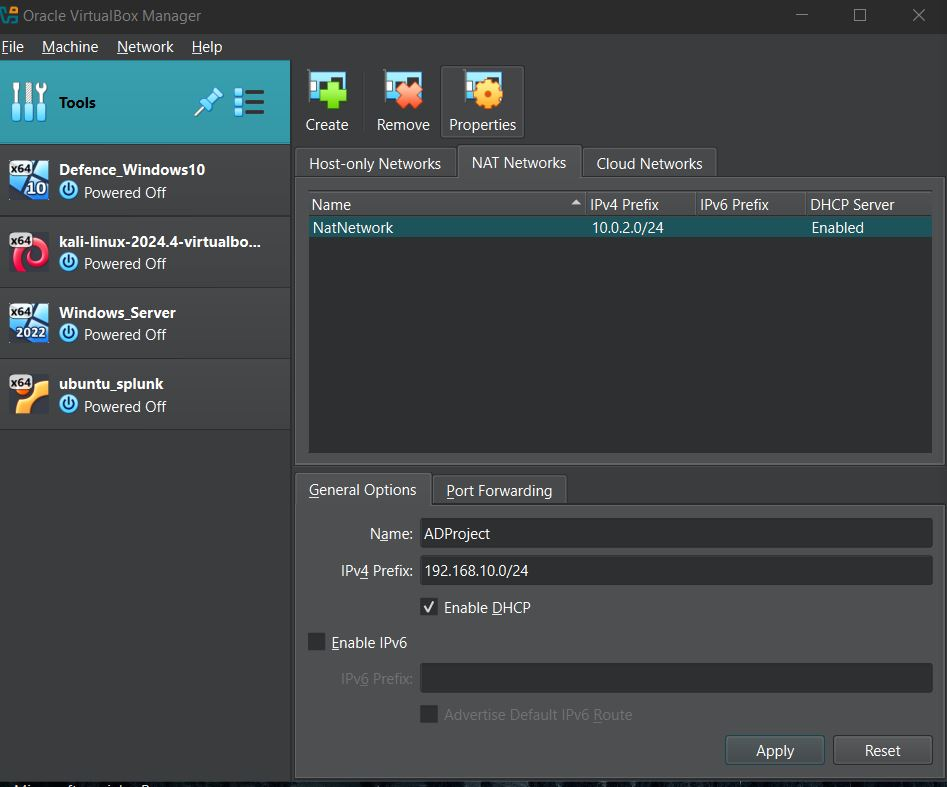 Oracle VirtualBox Manager
File Machine Network Help
Tools
Create Remove Properties
x64 10 Defence_Windows10
Powered Off
x64 kali-linux-2024.4-virtualbo...
Powered Off
x64 2022 Windows_Server
Powered Off
x64 ubuntu_splunk
Powered Off
Host-only Networks NAT Networks Cloud Networks
Name IPv4 Prefix IPv6 Prefix DHCP Server
NatNetwork 10.0.2.0/24 Enabled
General Options Port Forwarding
Name: ADProject
IPv4 Prefix: 192.168.10.0/24
Enable DHCP
Enable IPv6
IPv6 Prefix:
Advertise Default IPv6 Route
Apply Reset